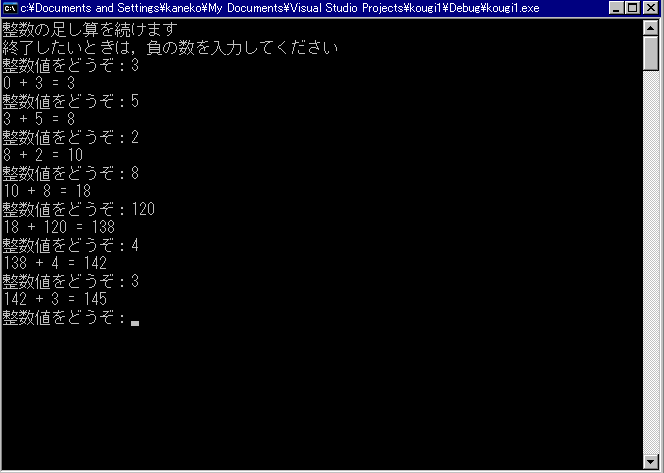 c:¥Documents and Settings¥kaneko¥My Documents¥Visual Studio Projects¥kougi1¥Debug¥kougi1.exe
整数の足し算を続けます
終了したいときは，負の数を入力してください
整数値をどうぞ：3
0 + 3 = 3
整数値をどうぞ：5
3 + 5 = 8
整数値をどうぞ：2
8 + 2 = 10
整数値をどうぞ：8
10 + 8 = 18
整数値をどうぞ：120
18 + 120 = 138
整数値をどうぞ：4
138 + 4 = 142
整数値をどうぞ：3
142 + 3 = 145
整数値をどうぞ：